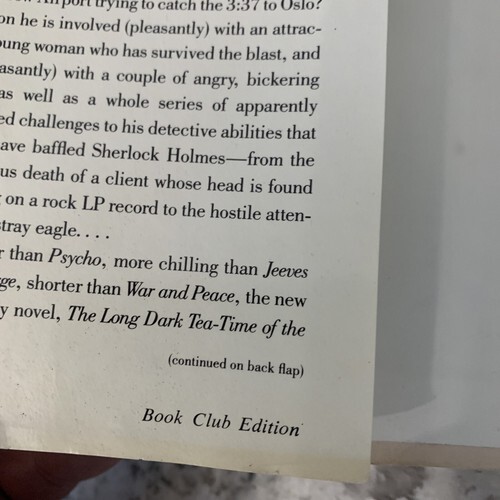 Airport trying to catch the 3:37 to Oslo?
on he is involved (pleasantly) with an attrac-
oung woman who has survived the blast, and
asantly) with a couple of angry, bickering
as well as a whole series of apparently
ed challenges to his detective abilities that
ave baffled Sherlock Holmes—from the
us death of a client whose head is found
on a rock LP record to the hostile atten-
stray eagle....
r than Psycho, more chilling than Jeeves
rge, shorter than War and Peace, the new
y novel, The Long Dark Tea-Time of the
(continued on back flap)
Book Club Edition